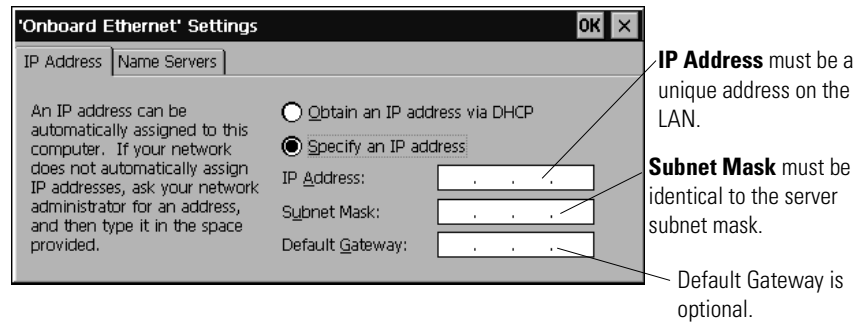 'Onboard Ethernet' Settings
OK ×
IP Address
Name Servers
An IP address can be
automatically assigned to this
computer. If your network
does not automatically assign
IP addresses, ask your network
administrator for an address,
and then type it in the space
provided.
Obtain an IP address via DHCP
Specify an IP address
IP Address: . . .
Subnet Mask: . . .
Default Gateway: . . .
IP Address must be a
unique address on the
LAN.
Subnet Mask must be
identical to the server
subnet mask.
Default Gateway is
optional.